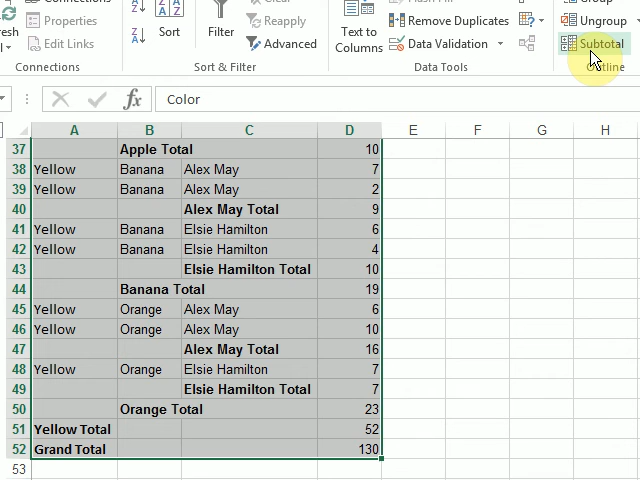 Connections
Clear
Flash Fill
Group
Properties
Reapply
Remove Duplicates
Ungroup
Edit Links
Sort
Filter
Advanced
Text to
Columns
Data Validation
Subtotal
Connections
Sort & Filter
Data Tools
Outline
fx
Color
A B C D E F G H
37 Apple Total 10
38 Yellow Banana Alex May 7
39 Yellow Banana Alex May 2
40 Alex May Total 9
41 Yellow Banana Elsie Hamilton 6
42 Yellow Banana Elsie Hamilton 4
43 Elsie Hamilton Total 10
44 Banana Total 19
45 Yellow Orange Alex May 6
46 Yellow Orange Alex May 10
47 Alex May Total 16
48 Yellow Orange Elsie Hamilton 7
49 Elsie Hamilton Total 7
50 Orange Total 23
51 Yellow Total 52
52 Grand Total 130
53